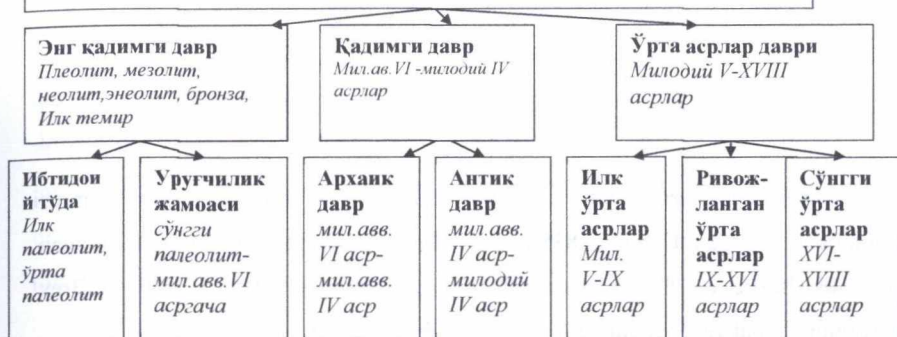 Энг қадимги давр
Плеолит, мезолит,
неолит,энеолит, бронза,
Илк темир
Қадимги давр
Мил.ав.VI -милодий IV
асрлар
Ўрта асрлар даври
Милодий V-XVIII
асрлар
Ибтидои
й тўда
Илк
палеолит,
ўрта
палеолит
Уруғчилик
жамоаси
сўнгги
палеолит-
мил.авв.VI
асргача
Архаик
давр
мил.авв.
VI аср-
мил.авв.
IV аср
Антик
давр
мил.авв.
IV аср-
милодий
IV аср
Илк
ўрта
асрлар
Мил.
V-IX
асрлар
Ривож-
ланган
ўрта
асрлар
IX-XVI
асрлар
Сўнгги
ўрта
асрлар
XVI-
XVIII
асрлар